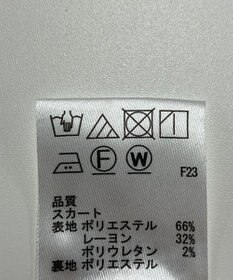 F W F23
品質
スカート
表地 ポリエステル 66%
レーヨン 32%
ポリウレタン 2%
裏地 ポリエステル